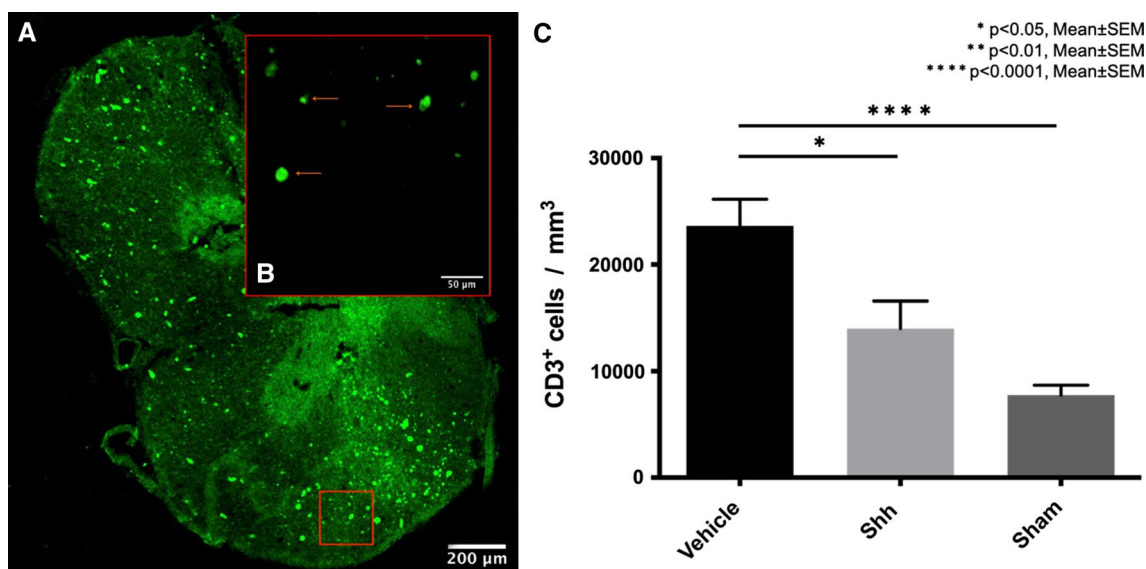 A
B
50 μm
200 μm
C
* p<0.05, Mean±SEM
** p<0.01, Mean±SEM
**** p<0.0001, Mean±SEM
****
*
30000
20000
10000
0
CD3⁺ cells / mm³
Vehicle
Shh
Sham